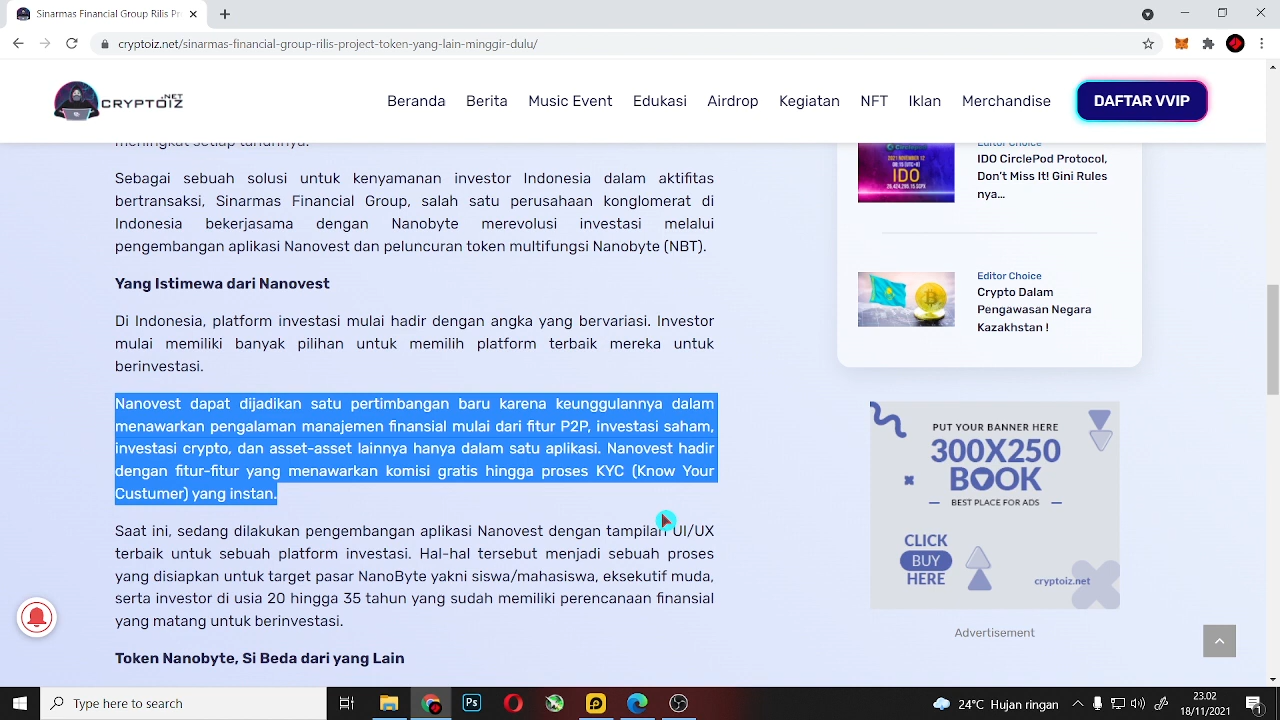 Sinarmas Financial Group Rilis Pr
cryptoiz.net/sinarmas-financial-group-rilis-project-token-yang-lain-minggir-dulu/
CRYPTOIZ.NET
Beranda
Berita
Music Event
Edukasi
Airdrop
Kegiatan
NFT
Iklan
Merchandise
DAFTAR VVIP
meningkat setiap tahunnya.
Sebagai sebuah solusi untuk kenyamanan investor Indonesia dalam aktifitas
bertransaksi, Sinarmas Financial Group, salah satu perusahaan konglomerat di
Indonesia bekerjasama dengan Nanobyte merevolusi investasi melalui
pengembangan aplikasi Nanovest dan peluncuran token multifungsi Nanobyte (NBT).
Yang Istimewa dari Nanovest
Di Indonesia, platform investasi mulai hadir dengan angka yang bervariasi. Investor
mulai memiliki banyak pilihan untuk memilih platform terbaik mereka untuk
berinvestasi.
Nanovest dapat dijadikan satu pertimbangan baru karena keunggulannya dalam
menawarkan pengalaman manajemen finansial mulai dari fitur P2P, investasi saham,
investasi crypto, dan asset-asset lainnya hanya dalam satu aplikasi. Nanovest hadir
dengan fitur-fitur yang menawarkan komisi gratis hingga proses KYC (Know Your
Custumer) yang instan.
Saat ini, sedang dilakukan pengembangan aplikasi Nanovest dengan tampilan UI/UX
terbaik untuk sebuah platform investasi. Hal-hal tersebut menjadi sebuah proses
yang disiapkan untuk target pasar NanoByte yakni siswa/mahasiswa, eksekutif muda,
serta investor di usia 20 hingga 35 tahun yang sudah memiliki perencanaan finansial
yang matang untuk berinvestasi.
Token Nanobyte, Si Beda dari yang Lain
Editor Choice
IDO CirclePod Protocol,
Don't Miss It! Gini Rules
nya...
2021 NOVEMBER 12
IDO
Editor Choice
Crypto Dalam
Pengawasan Negara
Kazakhstan !
PUT YOUR BANNER HERE
300X250
BOOK
BEST PLACE FOR ADS
CLICK
BUY
HERE
cryptoiz.net
Advertisement
Type here to search
24°C Hujan ringan
23.02
18/11/2021